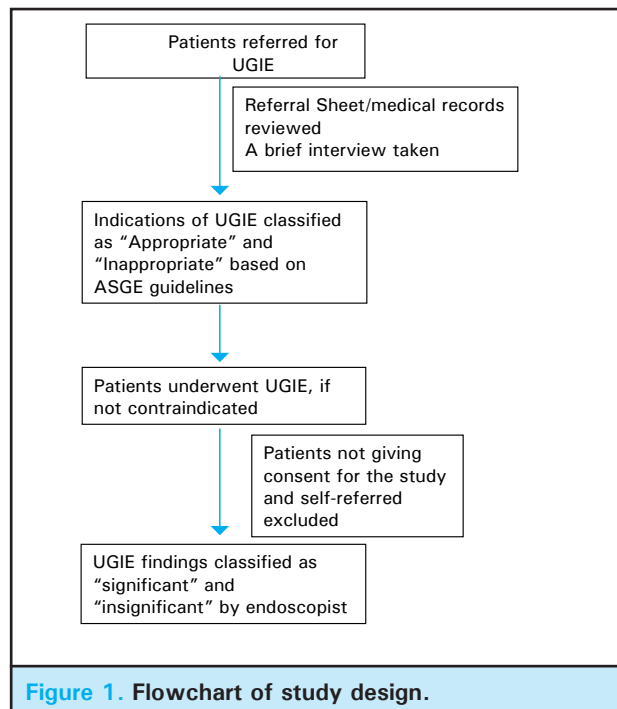 Patients referred for
UGIE
Referral Sheet/medical records
reviewed
A brief interview taken
Indications of UGIE classified
as “Appropriate” and
“Inappropriate” based on
ASGE guidelines
Patients underwent UGIE, if
not contraindicated
Patients not giving
consent for the study
and self-referred
excluded
UGIE findings classified as
“significant” and
“insignificant” by endoscopist
Figure 1. Flowchart of study design.